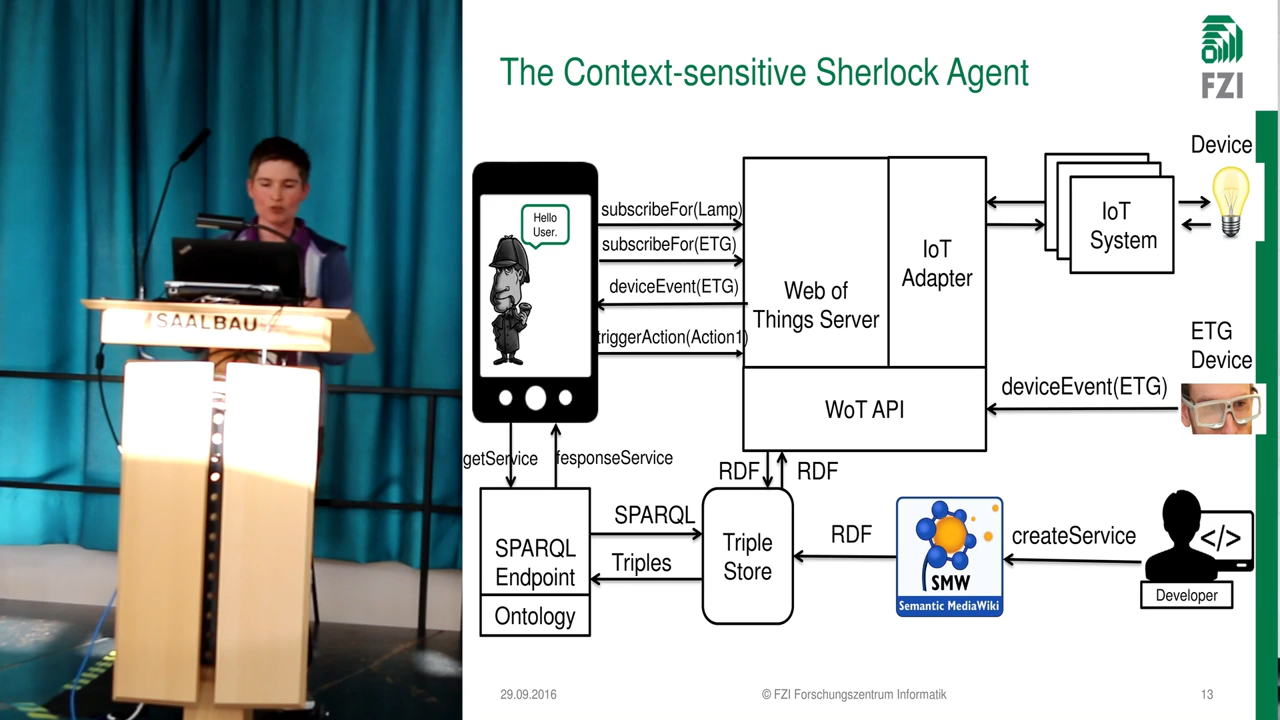 The Context-sensitive Sherlock Agent
FZI
Device
Hello
User.
subscribeFor(Lamp)
subscribeFor(ETG)
deviceEvent(ETG)
triggerAction(Action1)
Web of
Things Server
IoT
Adapter
IoT
System
WoT API
ETG
Device
deviceEvent(ETG)
SAALBAU
getService
responseService
RDF
RDF
SPARQL
Endpoint
Ontology
SPARQL
Triples
Triple
Store
RDF
SMW
Semantic MediaWiki
createService
</>
Developer
29.09.2016
© FZI Forschungszentrum Informatik
13